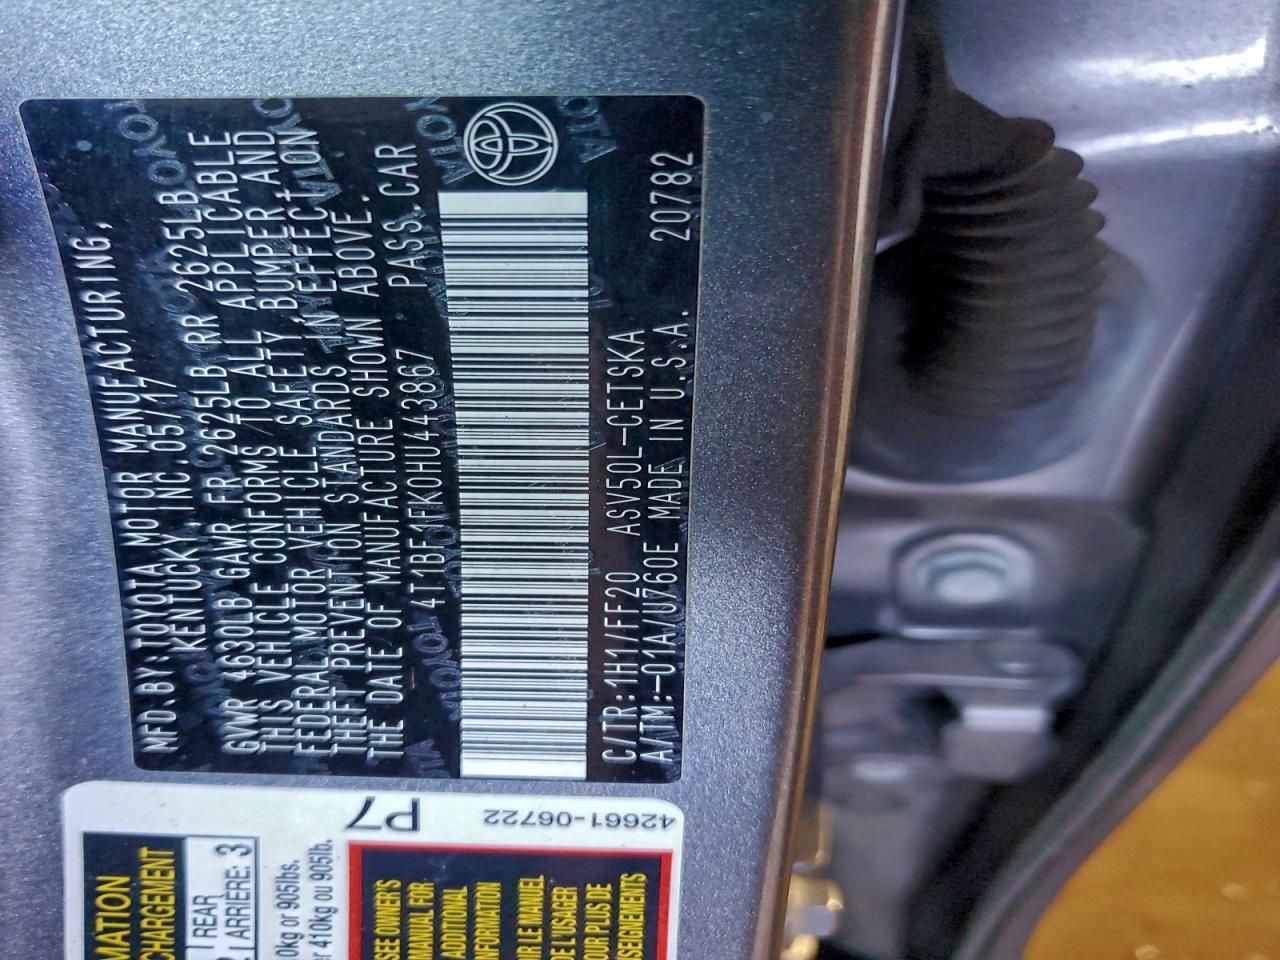 MFD.BY:TOYOTA MOTOR MANUFACTURING,
KENTUCKY, INC. 05/17
GVWR 4630LB GAWR FR 2625LB RR 2625LB
THIS VEHICLE CONFORMS TO ALL APPLICABLE
FEDERAL MOTOR VEHICLE SAFETY BUMPER AND
THEFT PREVENTION STANDARDS IN EFFECT ON
THE DATE OF MANUFACTURE SHOWN ABOVE.
4T1BF1FK0HU443867 PASS.CAR
C/TR:1H1/FF20 ASV50L-CETSKA
A/TM:-01A/U760E MADE IN U.S.A. 20782
P7
42661-06722
MATION
CHARGEMENT
REAR 3
ARRIÈRE:
0kg or 905lbs.
er 410kg ou 905lb.
SEE OWNER'S
MANUAL FOR
ADDITIONAL
INFORMATION
IR LE MANUEL
DE L'USAGER
OUR PLUS DE
NSEIGNEMENTS